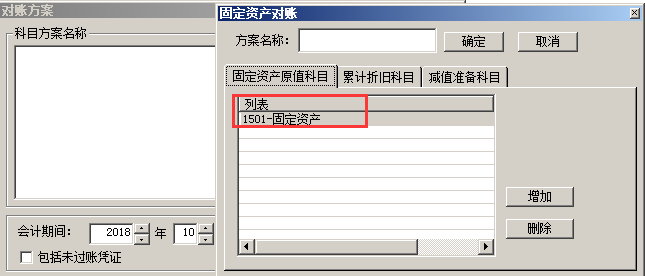 对账方案
科目方案名称
会计期间： 2018 年 10
包括未过账凭证
固定资产对账
方案名称： 确定 取消
固定资产原值科目 累计折旧科目 减值准备科目
列表
1501-固定资产
增加
删除